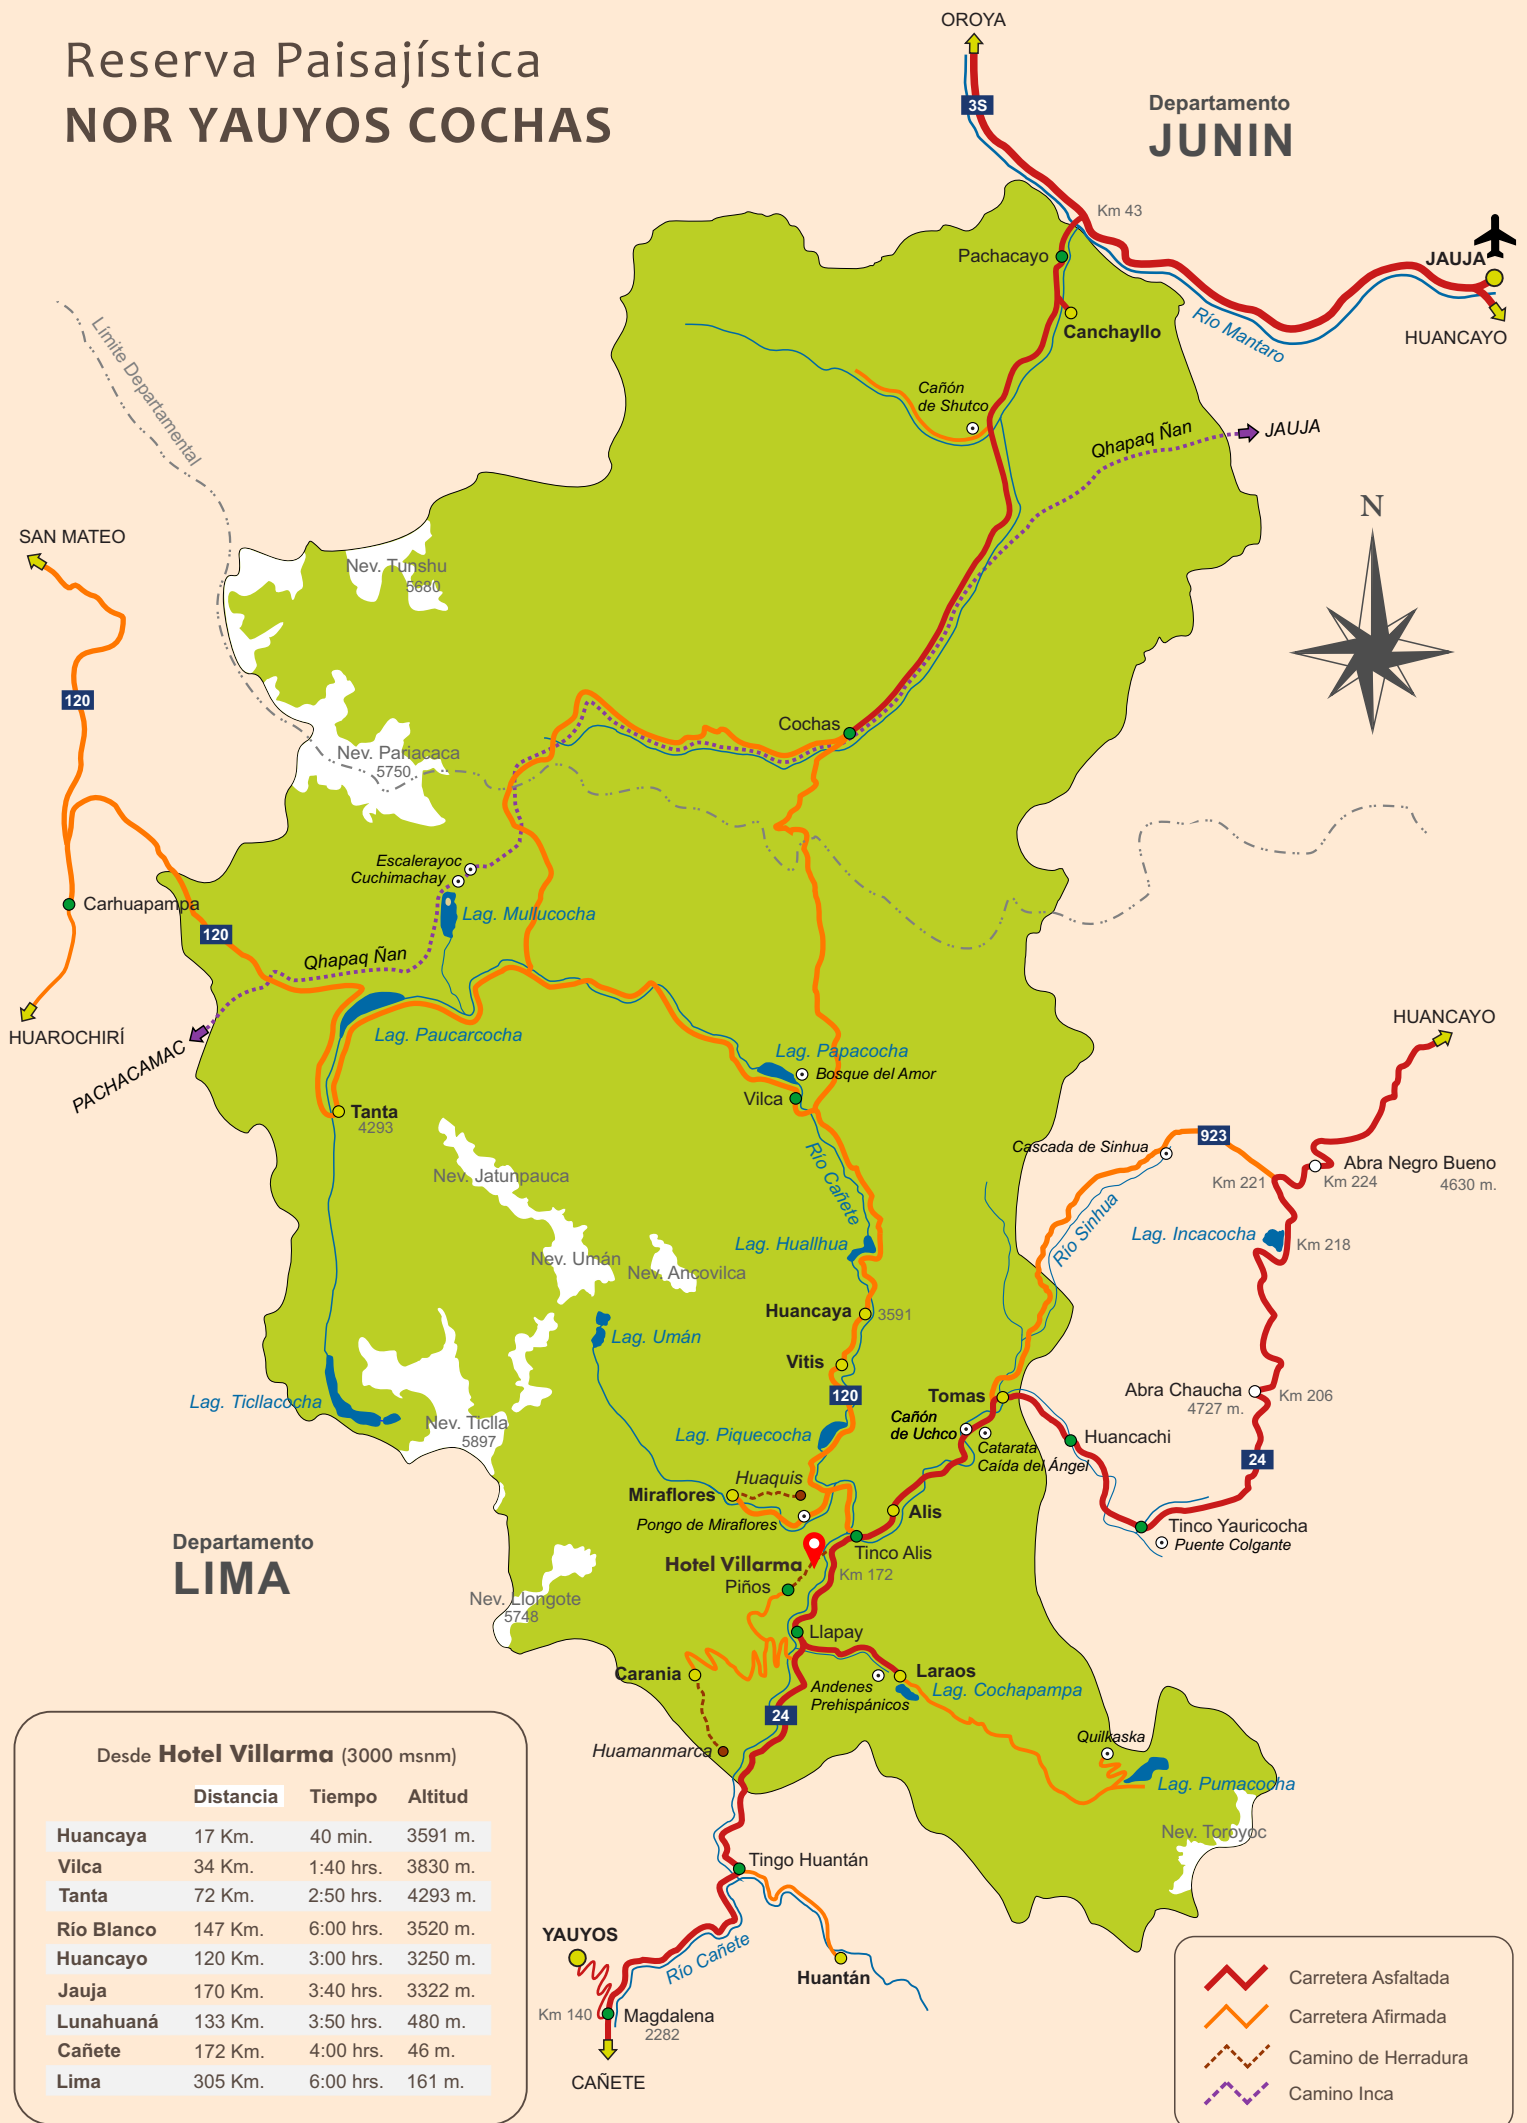 Reserva Paisajística
NOR YAUYOS COCHAS
OROYA
3S
Departamento
JUNIN
Km 43
Pachacayo
JAUJA
Canchayllo
Río Mantaro
HUANCAYO
Límite Departamental
Cañón
de Shutco
Qhapaq Ñan
JAUJA
N
SAN MATEO
Nev. Tunshu
5680
120
Cochas
Nev. Pariacaca
5750
Escalerayoc
Cuchimachay
Carhuapampa
Lag. Mullucocha
120
Qhapaq Ñan
HUAROCHIRÍ
PACHACAMAC
Lag. Paucarcocha
HUANCAYO
Lag. Papacocha
Bosque del Amor
Vilca
Tanta
4293
923
Cascada de Sinhua
Abra Negro Bueno
4630 m.
Km 221
Km 224
Nev. Jatunpauca
Río Cañete
Río Sinhua
Lag. Incacocha
Km 218
Lag. Huallhua
Nev. Umán
Nev. Ancovilca
Huancaya
3591
Lag. Umán
Vitis
120
Tomas
Abra Chaucha
4727 m.
Km 206
Lag. Ticllacocha
Nev. Ticlla
5897
Cañón
de Uchco
Lag. Piquecocha
Catarata
Caída del Ángel
Huancachi
24
Huaquis
Miraflores
Pongo de Miraflores
Alis
Tinco Yauricocha
Puente Colgante
Departamento
LIMA
Tinco Alis
Hotel Villarma
Km 172
Piños
Nev. Llongote
5748
Llapay
Carania
Laraos
Andenes
Prehispánicos
Lag. Cochapampa
24
Huamanmarca
Quilkaska
Lag. Pumacocha
Nev. Toroyoc
Tingo Huantán
YAUYOS
Río Cañete
Huantán
Km 140
Magdalena
2282
CAÑETE
Desde Hotel Villarma (3000 msnm)
Distancia Tiempo Altitud
Huancaya 17 Km. 40 min. 3591 m.
Vilca 34 Km. 1:40 hrs. 3830 m.
Tanta 72 Km. 2:50 hrs. 4293 m.
Río Blanco 147 Km. 6:00 hrs. 3520 m.
Huancayo 120 Km. 3:00 hrs. 3250 m.
Jauja 170 Km. 3:40 hrs. 3322 m.
Lunahuaná 133 Km. 3:50 hrs. 480 m.
Cañete 172 Km. 4:00 hrs. 46 m.
Lima 305 Km. 6:00 hrs. 161 m.
Carretera Asfaltada
Carretera Afirmada
Camino de Herradura
Camino Inca